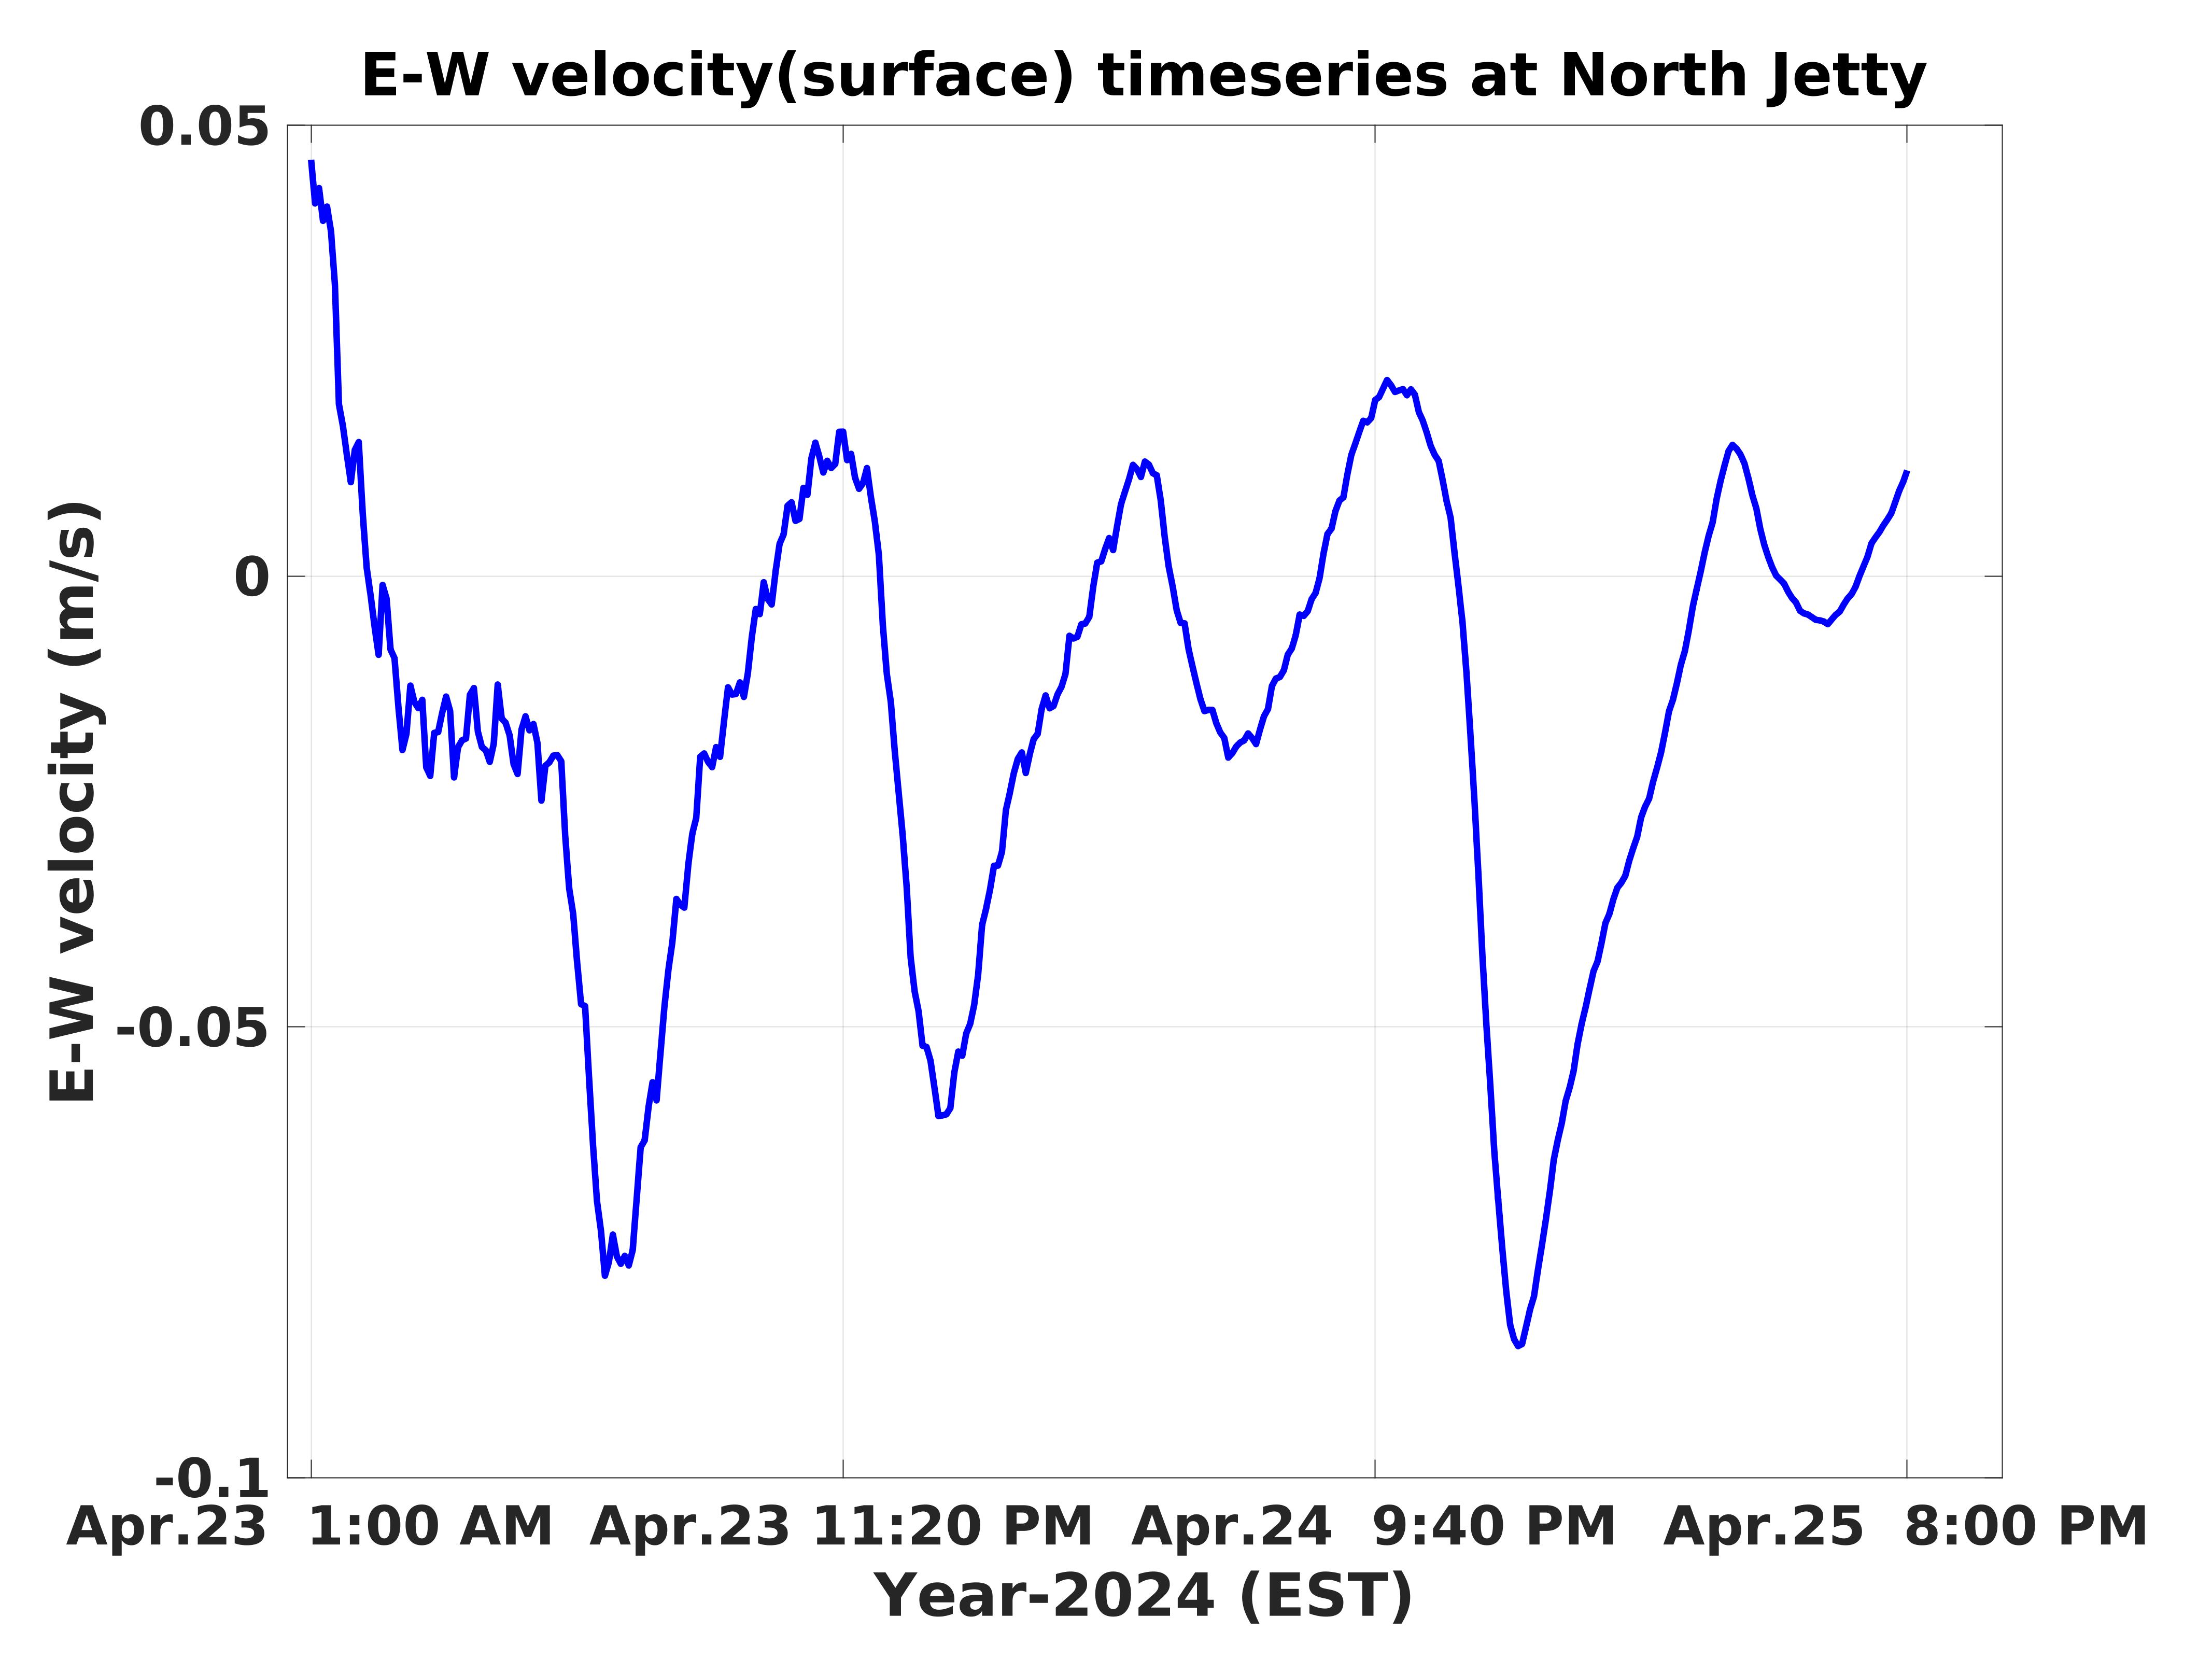 E-W velocity(surface) timeseries at North Jetty
E-W velocity (m/s)
0.05
0
-0.05
-0.1
Apr.23 1:00 AM Apr.23 11:20 PM Apr.24 9:40 PM Apr.25 8:00 PM
Year-2024 (EST)